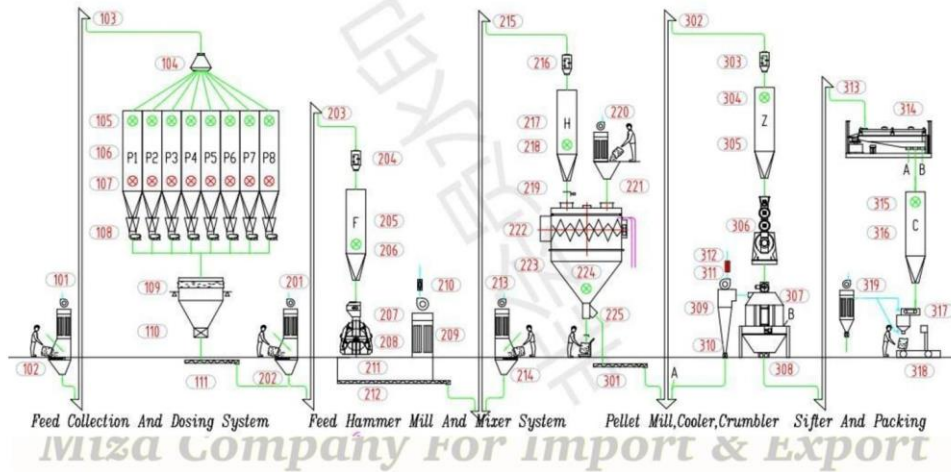 103 215 302
104 216 303 313 314
203 220
105 204 217 H 304
106 P1 P2 P3 P4 P5 P6 P7 P8 218 305 Z A B
107 F 205 219 221 315
108 206 222 306 316 C
223 312
101 109 201 213 224 311 307 319
207 210 225 309 B 317
110 208 209 310
102 202 211 214 308 318
111 212 301 A
Feed Collection And Dosing System Feed Hammer Mill And Mixer System Pellet Mill,Cooler,Crumbler Sifter And Packing
Miza Company For Import & Export